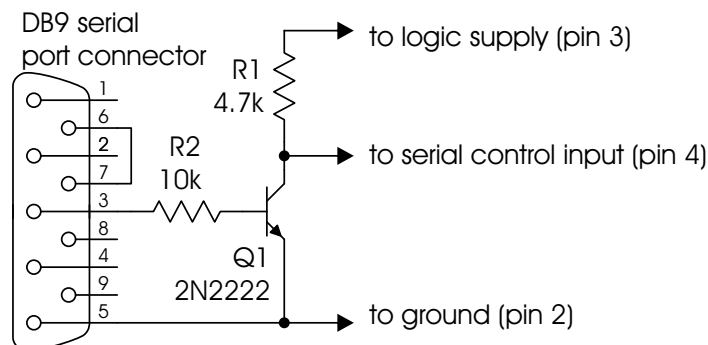 DB9 serial
port connector
to logic supply (pin 3)
R1
4.7k
1
6
2
7
3
8
4
9
5
R2
10k
to serial control input (pin 4)
Q1
2N2222
to ground (pin 2)